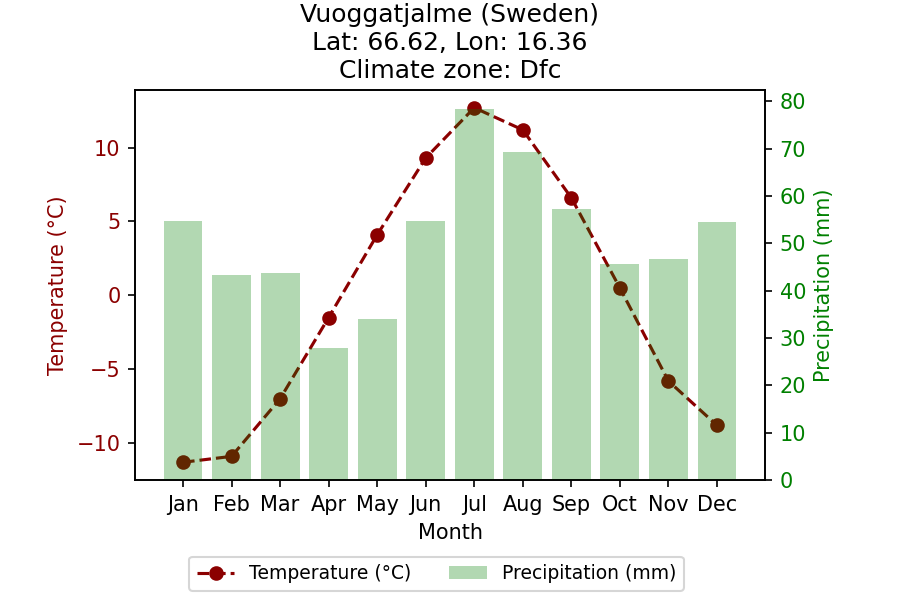 Vuoggatjalme (Sweden)
Lat: 66.62, Lon: 16.36
Climate zone: Dfc
Temperature (°C)
10
5
0
−5
−10
80
70
60
50
40
30
20
10
0
Precipitation (mm)
Jan Feb Mar Apr May Jun Jul Aug Sep Oct Nov Dec
Month
Temperature (°C) Precipitation (mm)